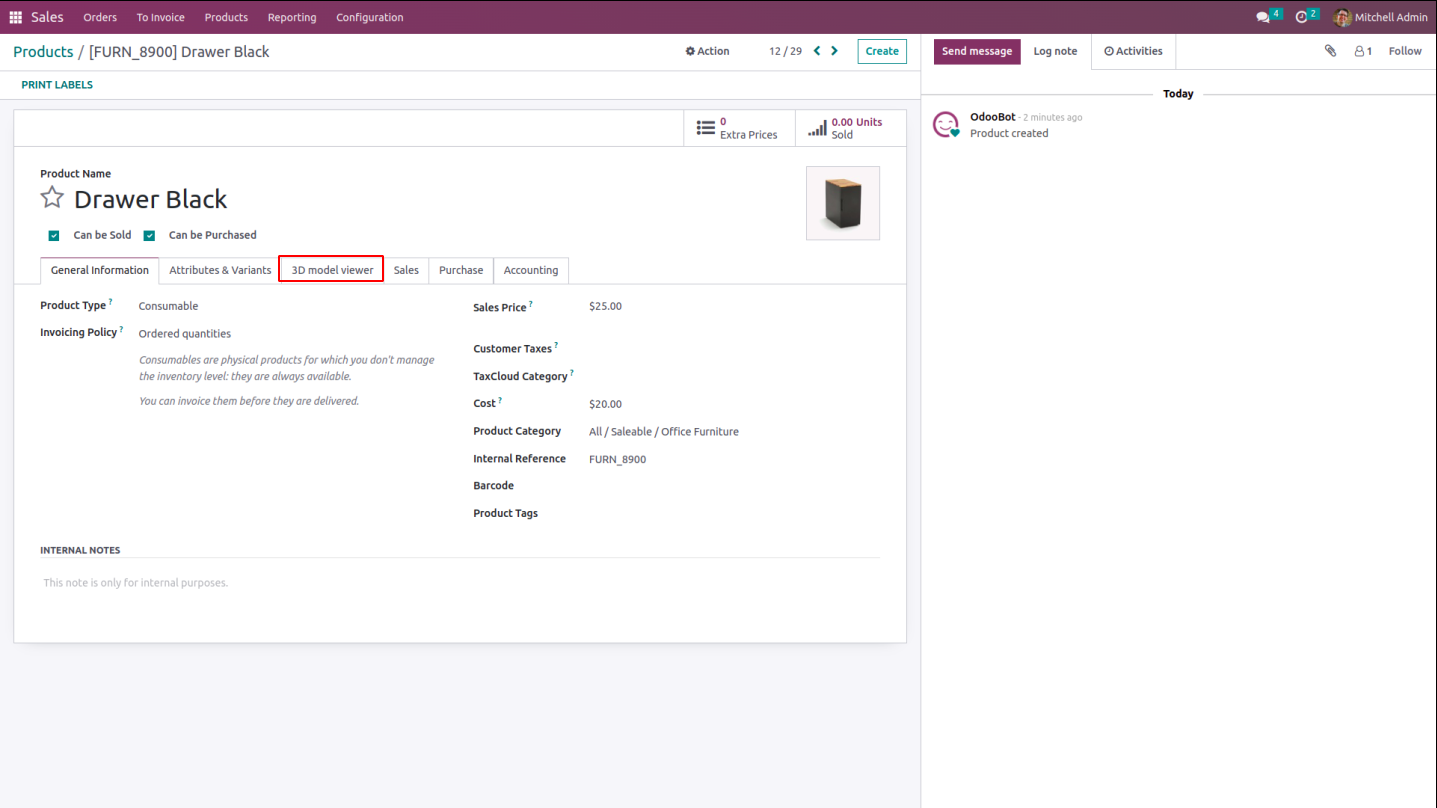 Sales Orders To Invoice Products Reporting Configuration 4 2 Mitchell Admin
Products / [FURN_8900] Drawer Black Action 12 / 29 Create
PRINT LABELS
0
Extra Prices
0.00 Units
Sold
Product Name
Drawer Black
Can be Sold Can be Purchased
General Information Attributes & Variants 3D model viewer Sales Purchase Accounting
Product Type ? Consumable
Invoicing Policy ? Ordered quantities
Consumables are physical products for which you don't manage
the inventory level: they are always available.
You can invoice them before they are delivered.
Sales Price ? $25.00
Customer Taxes ?
TaxCloud Category ?
Cost ? $20.00
Product Category All / Saleable / Office Furniture
Internal Reference FURN_8900
Barcode
Product Tags
INTERNAL NOTES
This note is only for internal purposes.
Send message Log note Activities 1 Follow
Today
OdooBot - 2 minutes ago
Product created